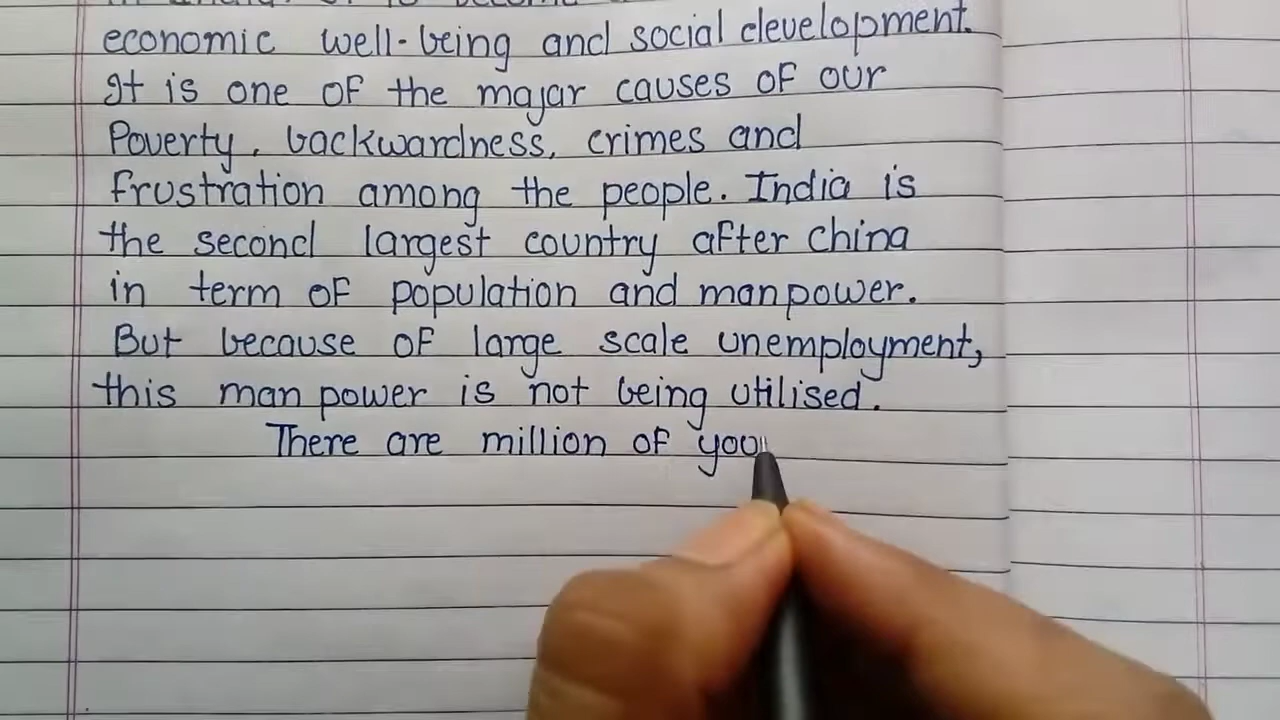 economic well-being and social development.
It is one of the majar causes of our
Poverty, backwardness, crimes and
frustration among the people. India is
the second largest country after china
in term of population and manpower.
But because of large scale unemployment,
this man power is not being utilised.
There are million of you